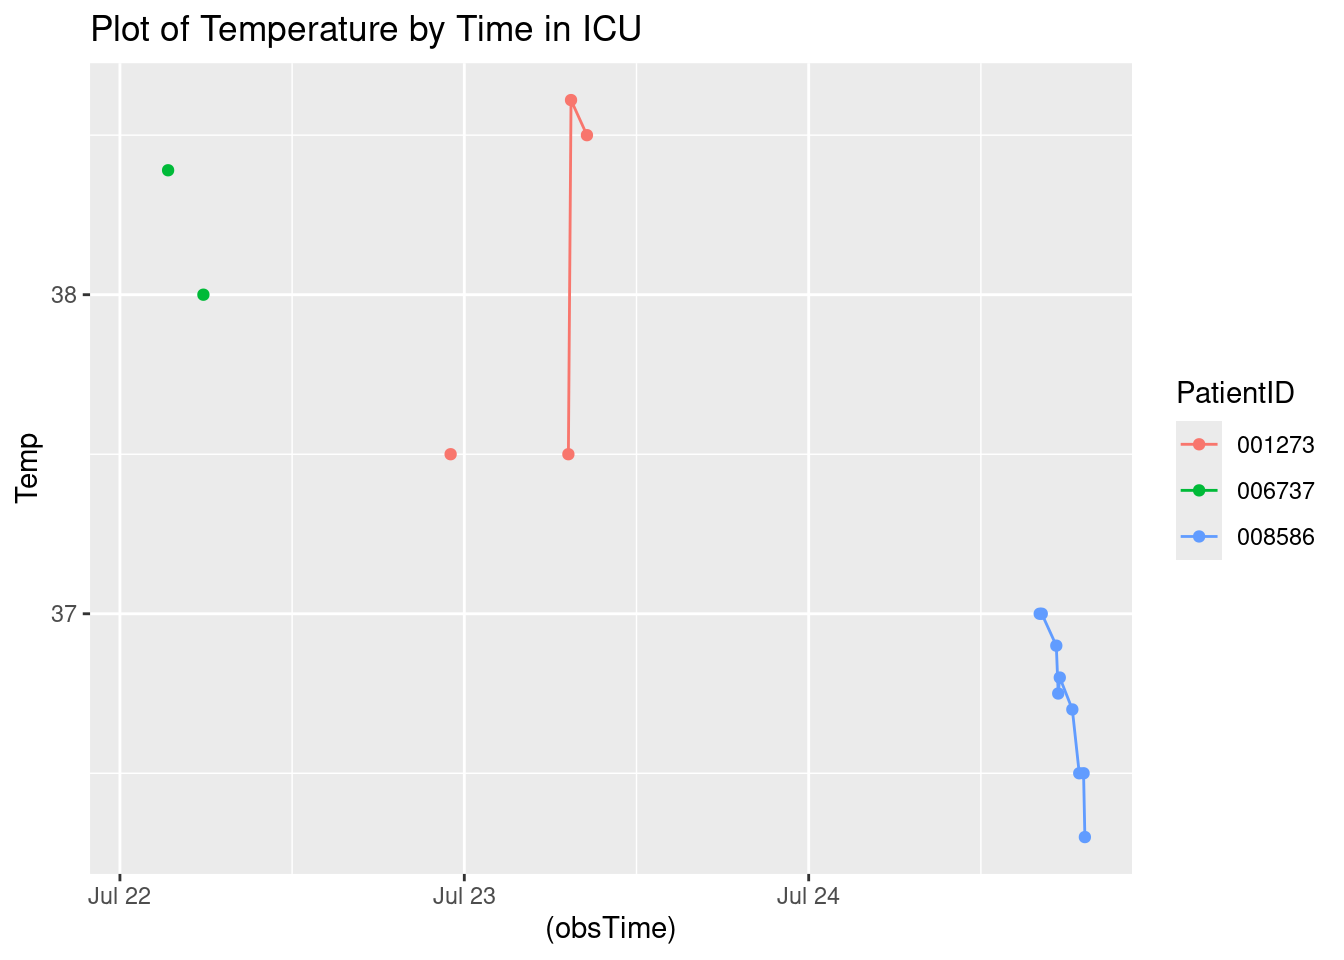 Plot of Temperature by Time in ICU
38
37
Temp
Jul 22
Jul 23
Jul 24
(obsTime)
PatientID
001273
006737
008586